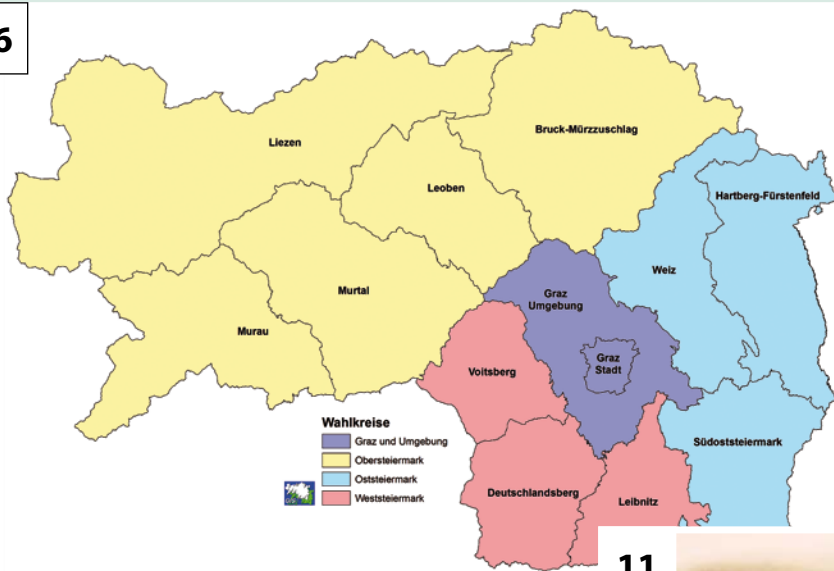 6
Liezen
Bruck-Mürzzuschlag
Leoben
Hartberg-Fürstenfeld
Weiz
Murtal
Graz
Umgebung
Murau
Graz
Stadt
Voitsberg
Wahlkreise
Graz und Umgebung
Obersteiermark
Oststeiermark
Weststeiermark
Südoststeiermark
Deutschlandsberg
Leibnitz
11